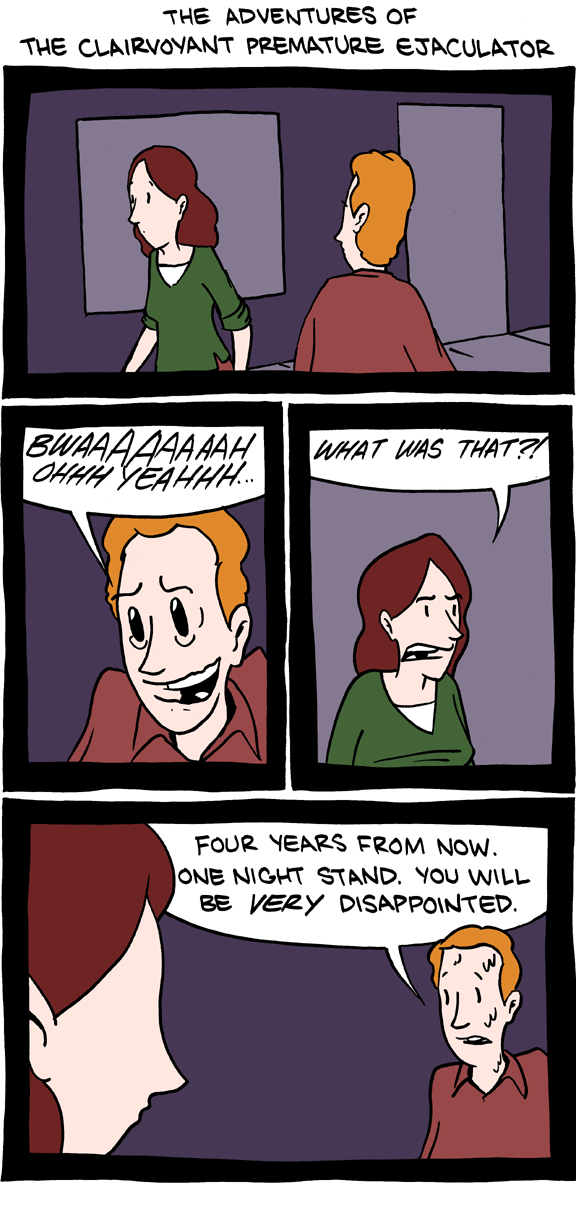 THE ADVENTURES OF
THE CLAIRVOYANT PREMATURE EJACULATOR
BWAAAAAAAAH
OHHH YEAHHH...
WHAT WAS THAT?!
FOUR YEARS FROM NOW.
ONE NIGHT STAND. YOU WILL
BE VERY DISAPPOINTED.